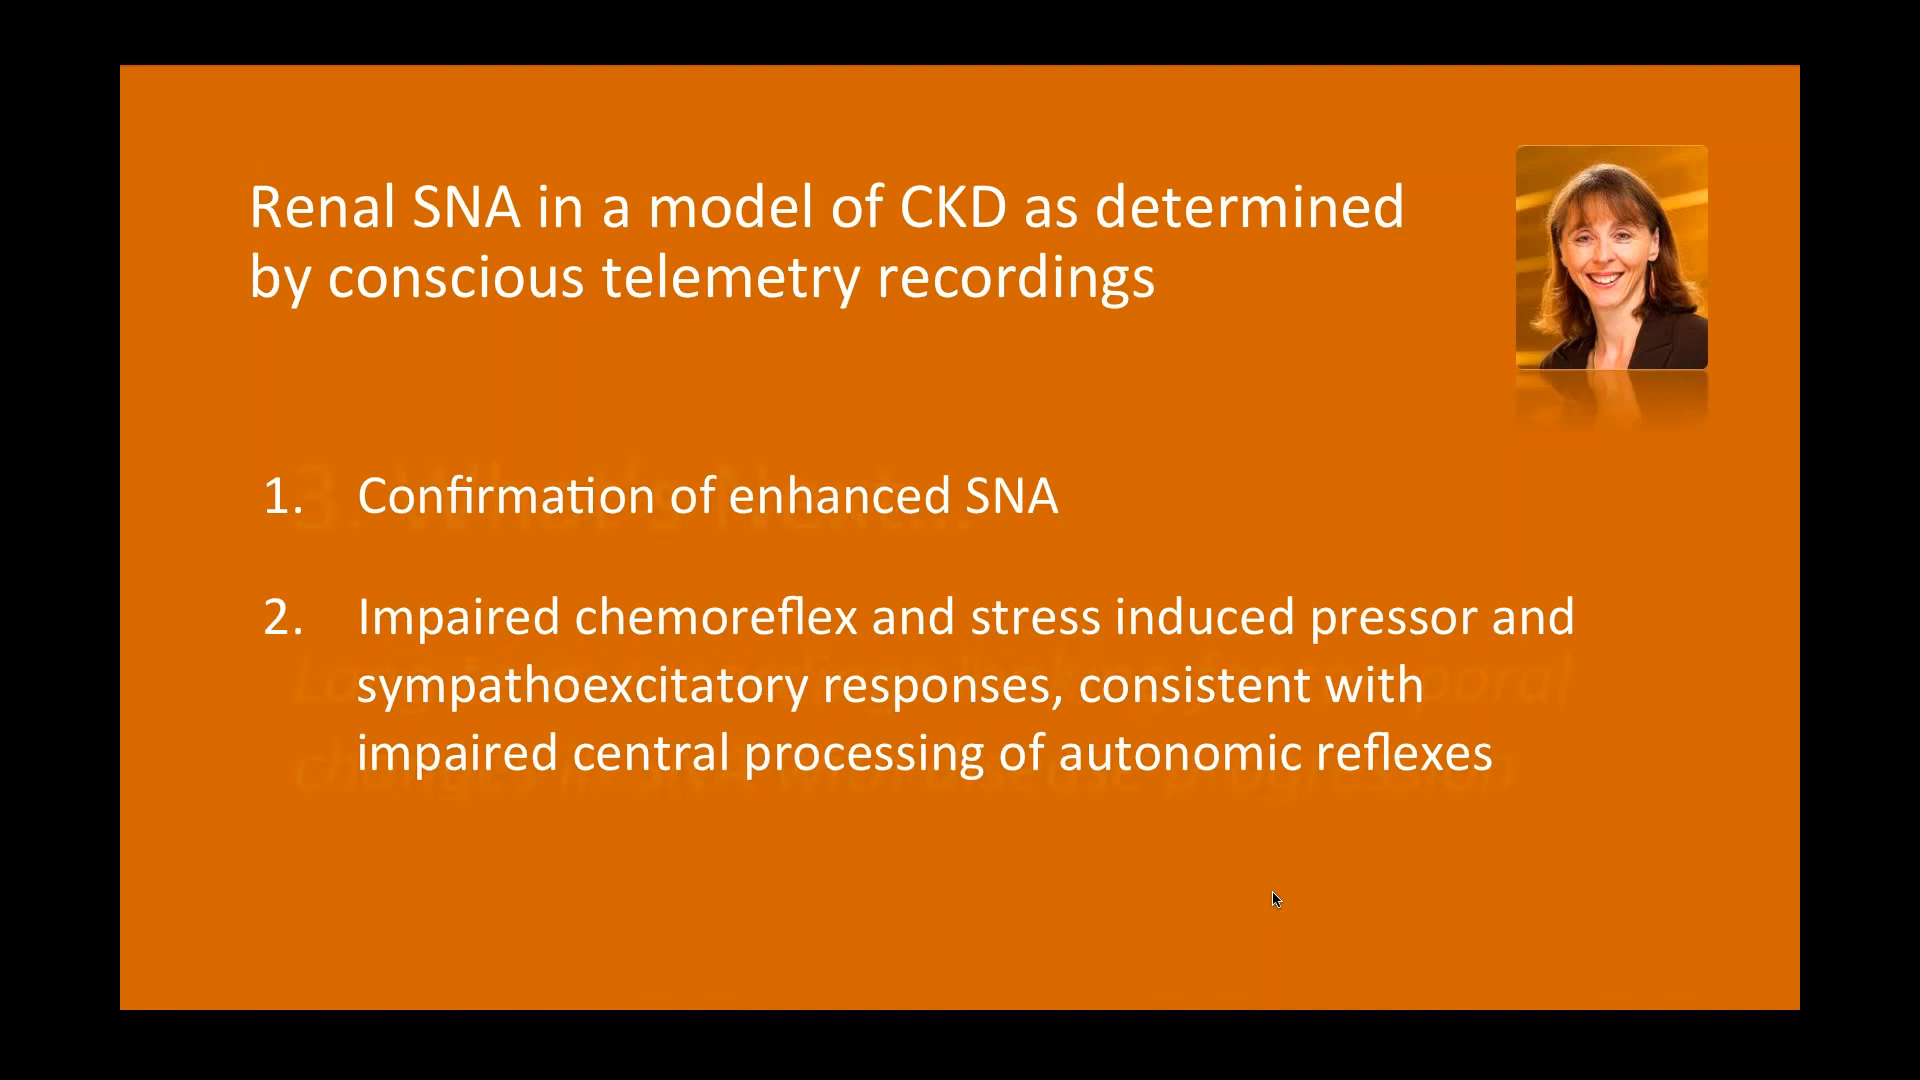 Renal SNA in a model of CKD as determined
by conscious telemetry recordings
1. Confirmation of enhanced SNA
2. Impaired chemoreflex and stress induced pressor and
sympathoexcitatory responses, consistent with
impaired central processing of autonomic reflexes